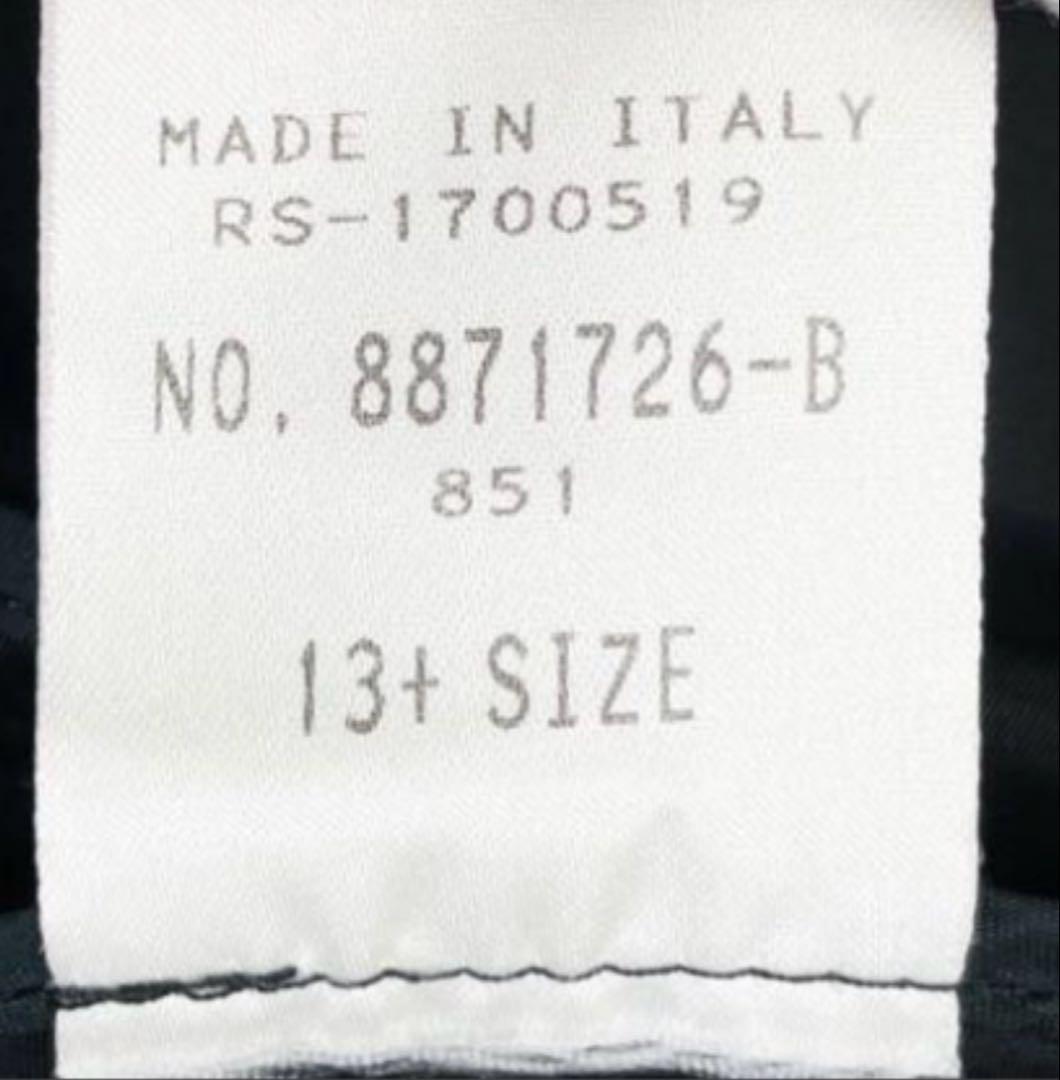 MADE IN ITALY
RS-1700519
NO. 8871726-B
851
13+ SIZE